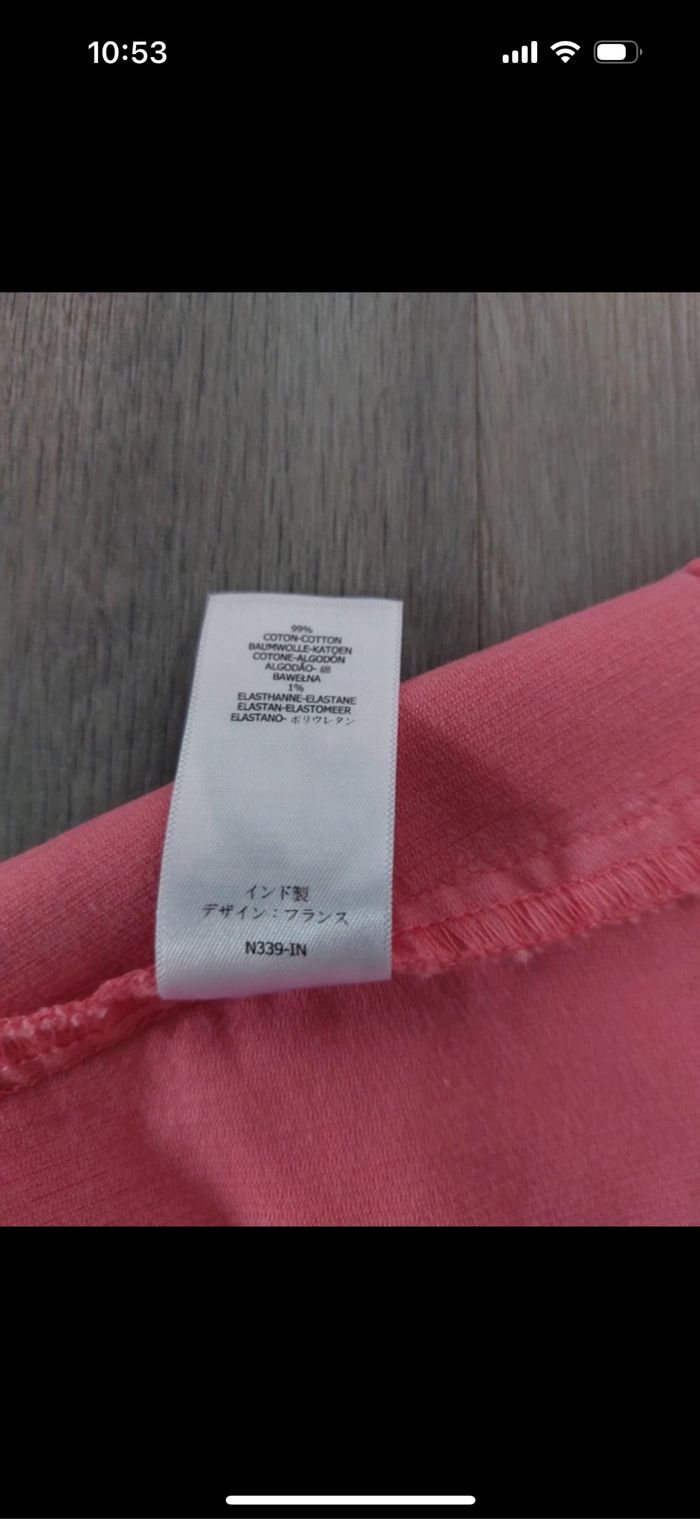 10:53
99%
COTON-COTTON
BAUMWOLLE-KATOEN
COTONE-ALGODÓN
ALGODÃO- 綿
BAWEŁNA
1%
ELASTHANNE-ELASTANE
ELASTAN-ELASTOMEER
ELASTANO- ポリウレタン
インド製
デザイン：フランス
N339-IN